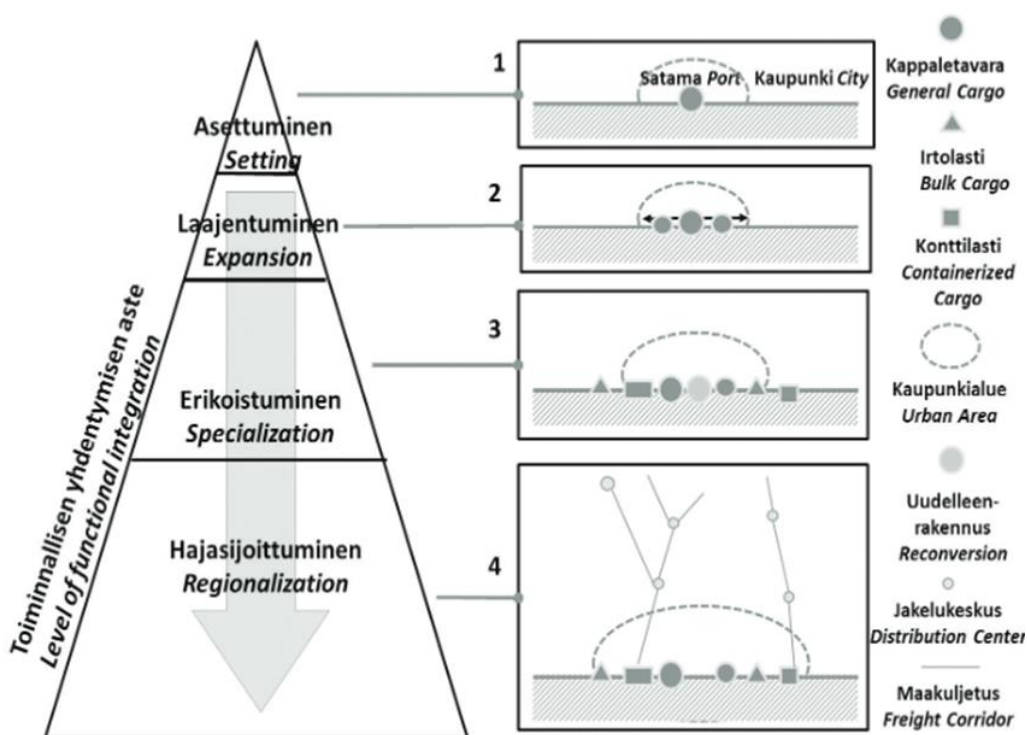 Asettuminen
Setting
Laajentuminen
Expansion
Erikoistuminen
Specialization
Hajasijoittuminen
Regionalization
Toiminnallisen yhdentymisen aste
Level of functional integration
1
Satama Port Kaupunki City
2
3
4
Kappaletavara
General Cargo
Irtolasti
Bulk Cargo
Konttilasti
Containerized
Cargo
Kaupunkialue
Urban Area
Uudelleen-
rakennus
Reconversion
Jakelukeskus
Distribution Center
Maakuljetus
Freight Corridor